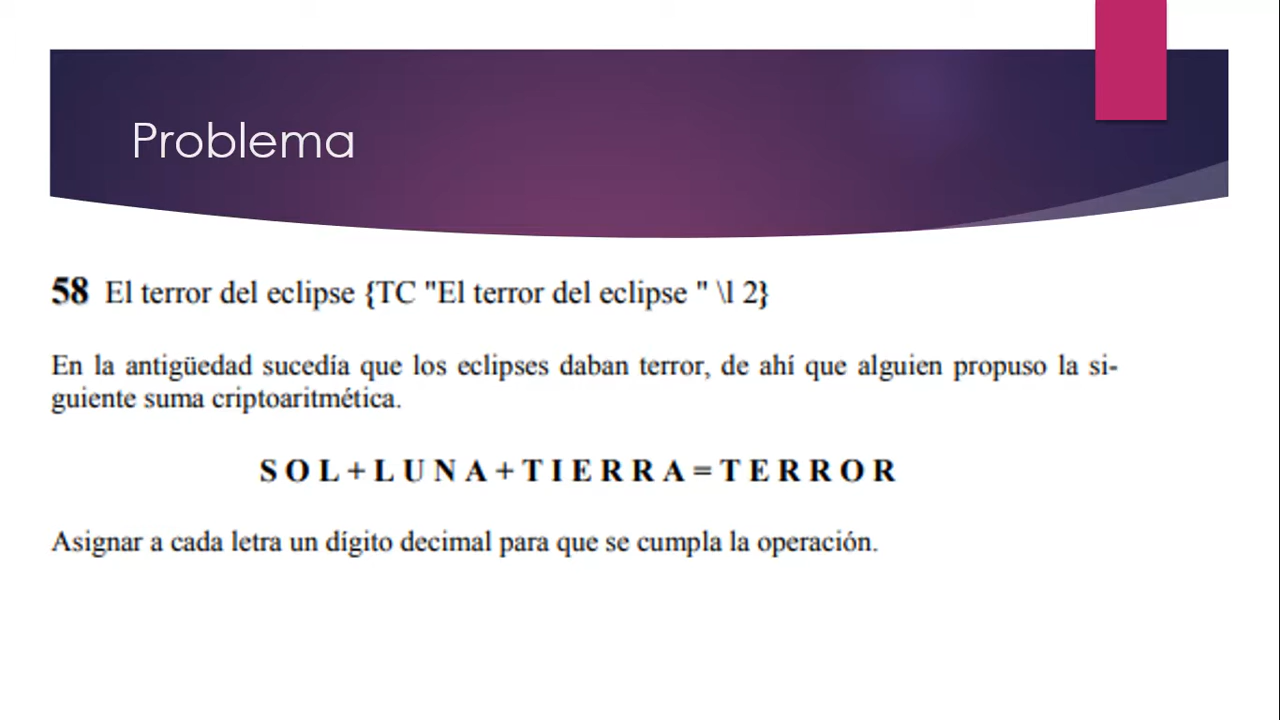 Problema
58 El terror del eclipse {TC "El terror del eclipse " \l 2}
En la antigüedad sucedía que los eclipses daban terror, de ahí que alguien propuso la si-
guiente suma criptoaritmética.
S O L + L U N A + T I E R R A = T E R R O R
Asignar a cada letra un dígito decimal para que se cumpla la operación.